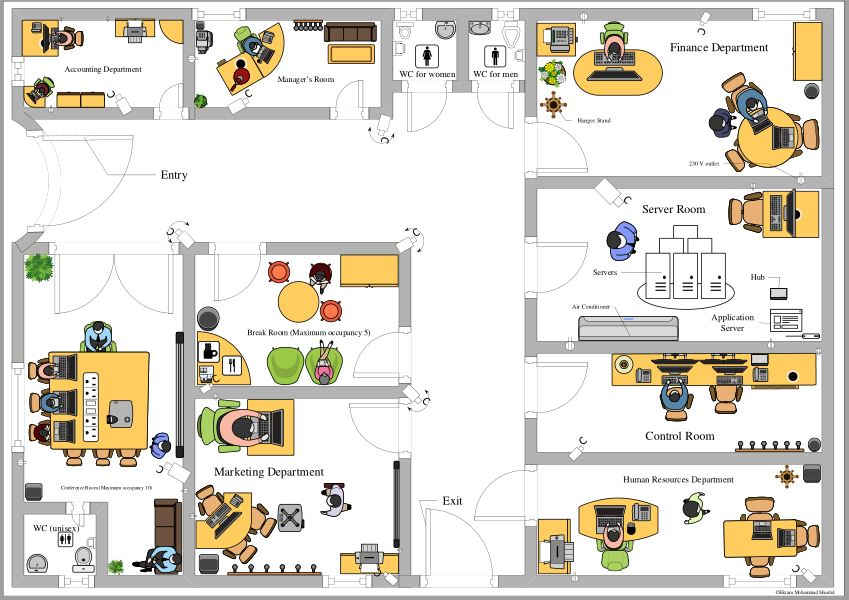 Accounting Department
Manager's Room
WC for women
WC for men
Finance Department
Hanger Stand
230 V outlet
Entry
Server Room
Servers
Hub
Air Conditioner
Application
Server
Break Room (Maximum occupancy 5)
Control Room
Marketing Department
Human Resources Department
Conference Room (Maximum occupancy 10)
Exit
WC (unisex)
©Ekram Mohammad Shaidul